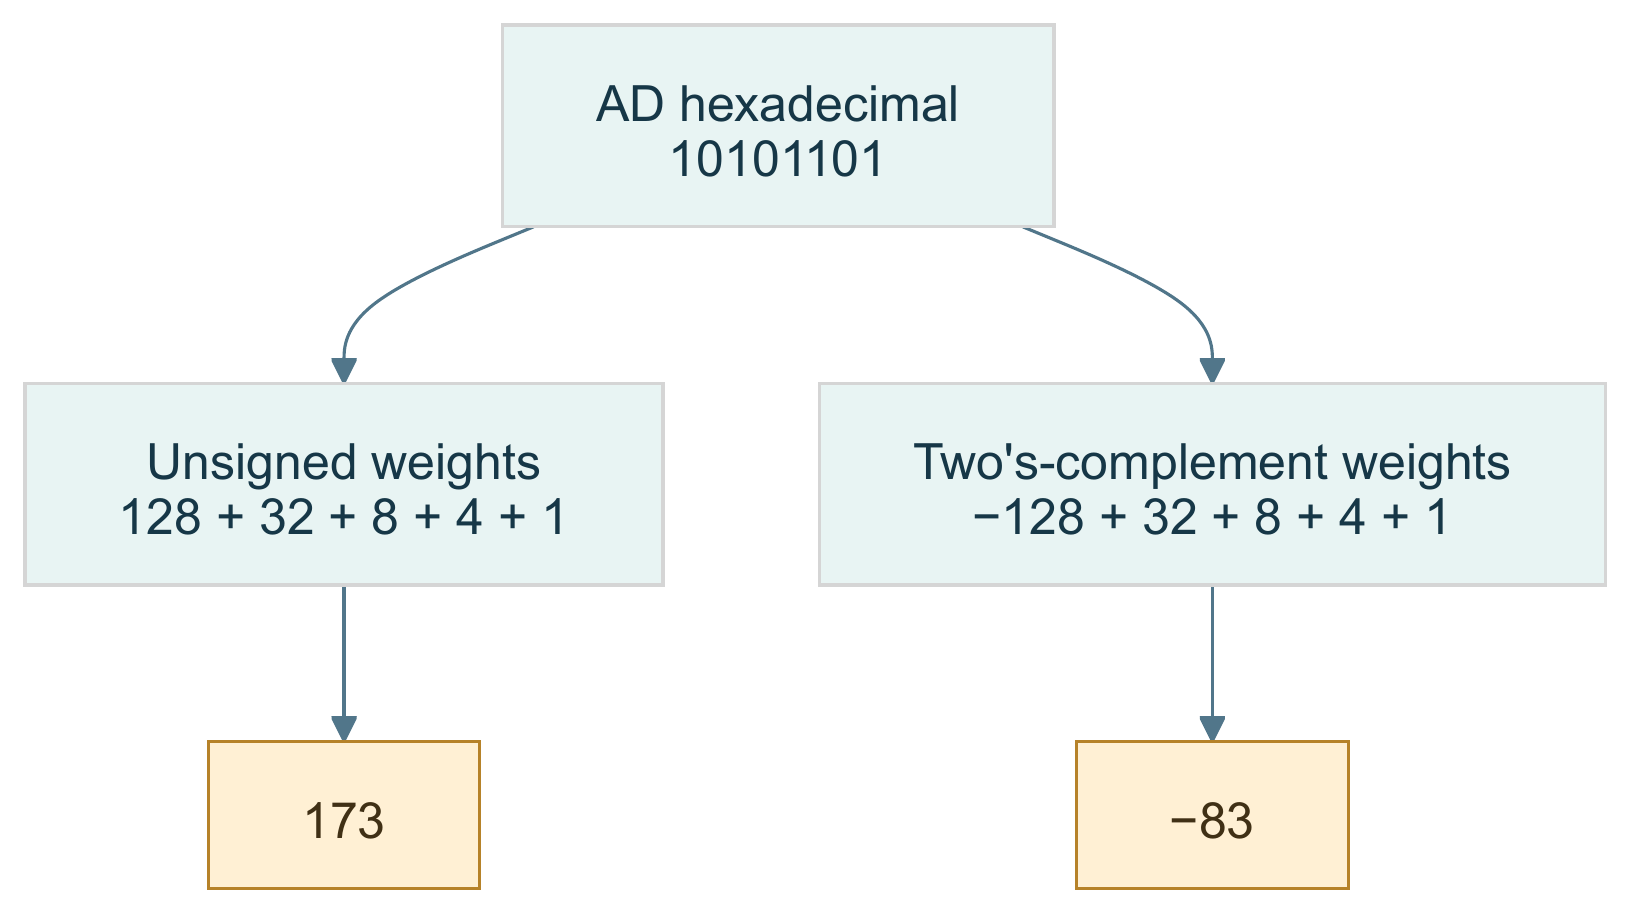 AD hexadecimal
10101101
Unsigned weights
128 + 32 + 8 + 4 + 1
Two's-complement weights
−128 + 32 + 8 + 4 + 1
173
−83